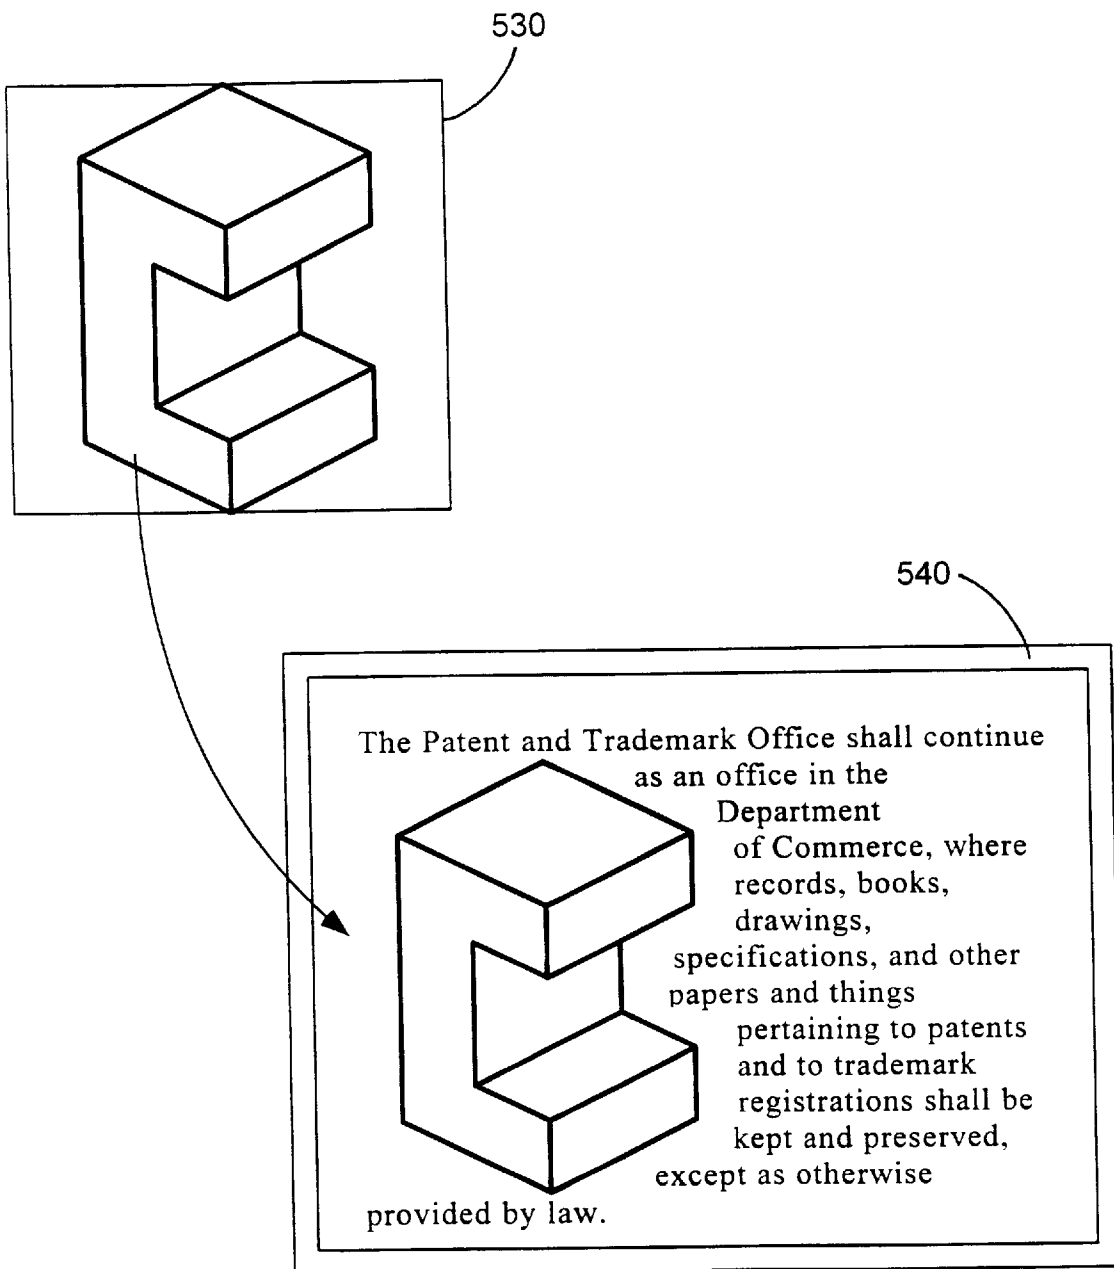 530
540
The Patent and Trademark Office shall continue
as an office in the
Department
of Commerce, where
records, books,
drawings,
specifications, and other
papers and things
pertaining to patents
and to trademark
registrations shall be
kept and preserved,
except as otherwise
provided by law.